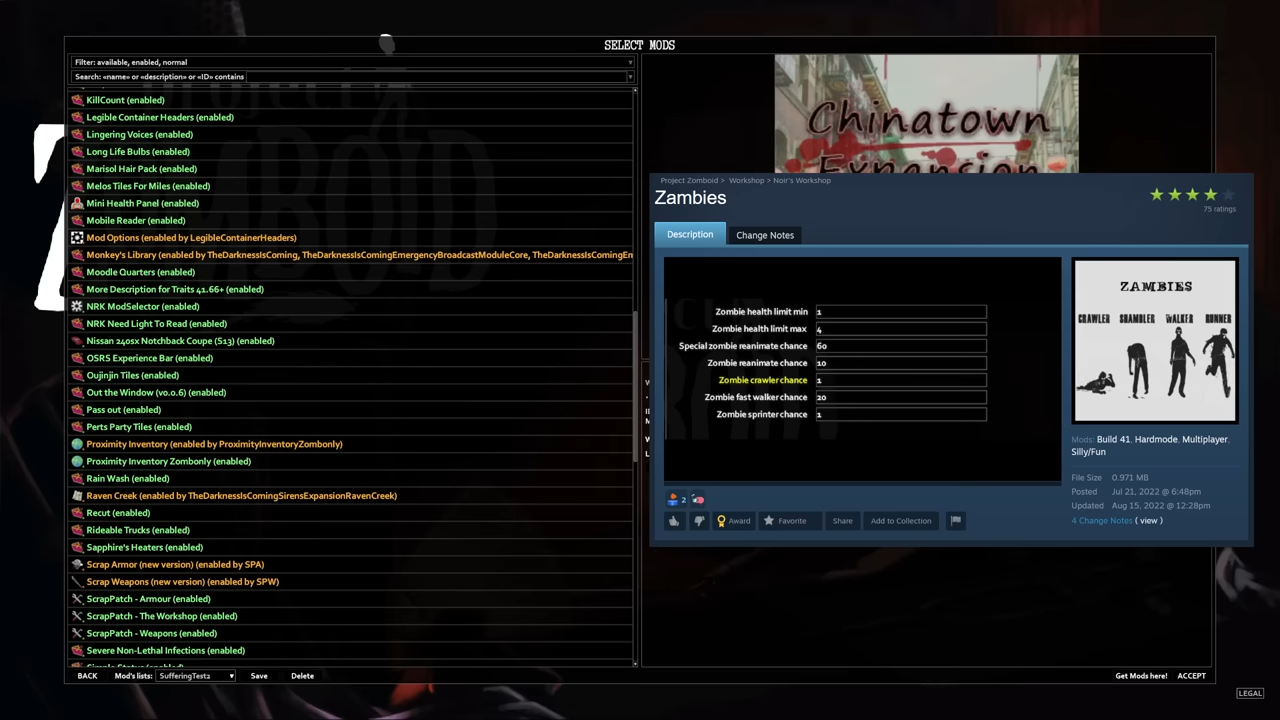 SELECT MODS
Filter: available, enabled, normal
Search: «name» or «description» or «ID» contains
KillCount (enabled)
Legible Container Headers (enabled)
Lingering Voices (enabled)
Long Life Bulbs (enabled)
Marisol Hair Pack (enabled)
Melos Tiles For Miles (enabled)
Mini Health Panel (enabled)
Mobile Reader (enabled)
Mod Options (enabled by LegibleContainerHeaders)
Monkey's Library (enabled by TheDarknessIsComing, TheDarknessIsComingEmergencyBroadcastModuleCore, TheDarknessIsComingEn
Moodle Quarters (enabled)
More Description for Traits 41.66+ (enabled)
NRK ModSelector (enabled)
NRK Need Light To Read (enabled)
Nissan 240sx Notchback Coupe (S13) (enabled)
OSRS Experience Bar (enabled)
Oujinjin Tiles (enabled)
Out the Window (v0.0.6) (enabled)
Pass out (enabled)
Perts Party Tiles (enabled)
Proximity Inventory (enabled by ProximityInventoryZombonly)
Proximity Inventory Zombonly (enabled)
Rain Wash (enabled)
Raven Creek (enabled by TheDarknessIsComingSirensExpansionRavenCreek)
Recut (enabled)
Rideable Trucks (enabled)
Sapphire's Heaters (enabled)
Scrap Armor (new version) (enabled by SPA)
Scrap Weapons (new version) (enabled by SPW)
ScrapPatch - Armour (enabled)
ScrapPatch - The Workshop (enabled)
ScrapPatch - Weapons (enabled)
Severe Non-Lethal Infections (enabled)
Simple Status (enabled)
BACK
Mod's lists: SufferingTest2
Save
Delete
Chinatown
Expansion
Project Zomboid > Workshop > Noir's Workshop
Zambies
75 ratings
Description
Change Notes
Zombie health limit min 1
Zombie health limit max 4
Special zombie reanimate chance 60
Zombie reanimate chance 10
Zombie crawler chance 1
Zombie fast walker chance 20
Zombie sprinter chance 1
ZAMBIES
CRAWLER SHAMBLER WALKER RUNNER
Mods: Build 41, Hardmode, Multiplayer,
Silly/Fun
File Size 0.971 MB
Posted Jul 21, 2022 @ 6:48pm
Updated Aug 15, 2022 @ 12:28pm
4 Change Notes ( view )
2
Award
Favorite
Share
Add to Collection
Get Mods here!
ACCEPT
LEGAL